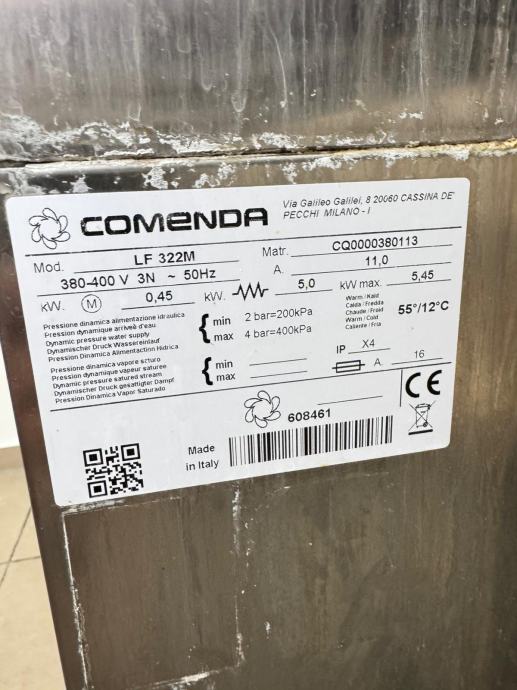 COMENDA
Via Galileo Galilei, 8 20060 CASSINA DE'
PECCHI MILANO - I
Mod. LF 322M Matr. CQ0000380113
380-400 V 3N ~ 50Hz A. 11,0
kW. M 0,45 kW. 5,0 kW max. 5,45
Pressione dinamica alimentazione idraulica
Pression dynamique arriveè d'eau
Dynamic pressure water supply
Dynamischer Druck Wassereinlauf
Pression Dinamica Alimentaction Hidrica
min 2 bar=200kPa
max 4 bar=400kPa
Warm / Kald
Calda / Fredda
Chaude / Froid
Warm / Cold
Caliente / Fria
55°/12°C
Pressione dinamica vapore scturo
Pression dynamique vapeur saturee
Dynamic pressure satured stream
Dynamischer Druck gesattigter Dampf
Pression Dinamica Vapor Saturado
min
max
IP X4
A. 16
CE
608461
Made
in Italy